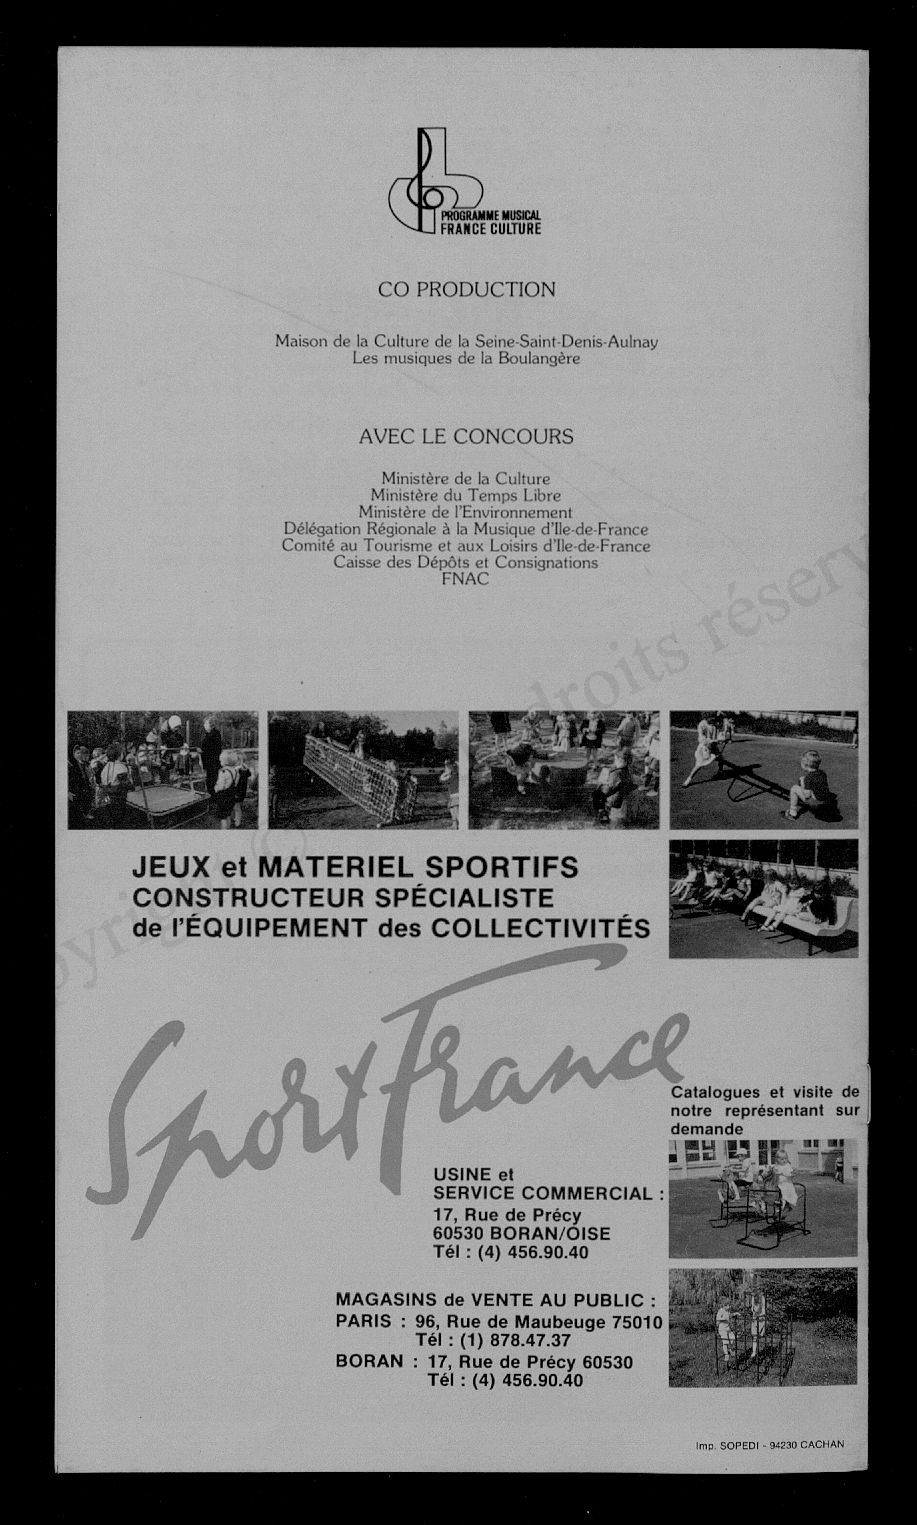 PROGRAMME MUSICAL
FRANCE CULTURE
CO PRODUCTION
Maison de la Culture de la Seine-Saint-Denis-Aulnay
Les musiques de la Boulangère
AVEC LE CONCOURS
Ministère de la Culture
Ministère du Temps Libre
Ministère de l'Environnement
Délégation Régionale à la Musique d'Ile-de-France
Comité au Tourisme et aux Loisirs d'Ile-de-France
Caisse des Dépôts et Consignations
FNAC
JEUX et MATERIEL SPORTIFS
CONSTRUCTEUR SPÉCIALISTE
de l'ÉQUIPEMENT des COLLECTIVITÉS
SportFrance
Catalogues et visite de
notre représentant sur
demande
USINE et
SERVICE COMMERCIAL :
17, Rue de Précy
60530 BORAN/OISE
Tél : (4) 456.90.40
MAGASINS de VENTE AU PUBLIC :
PARIS : 96, Rue de Maubeuge 75010
Tél : (1) 878.47.37
BORAN : 17, Rue de Précy 60530
Tél : (4) 456.90.40
Imp. SOPEDI - 94230 CACHAN
pyright © droits réserv